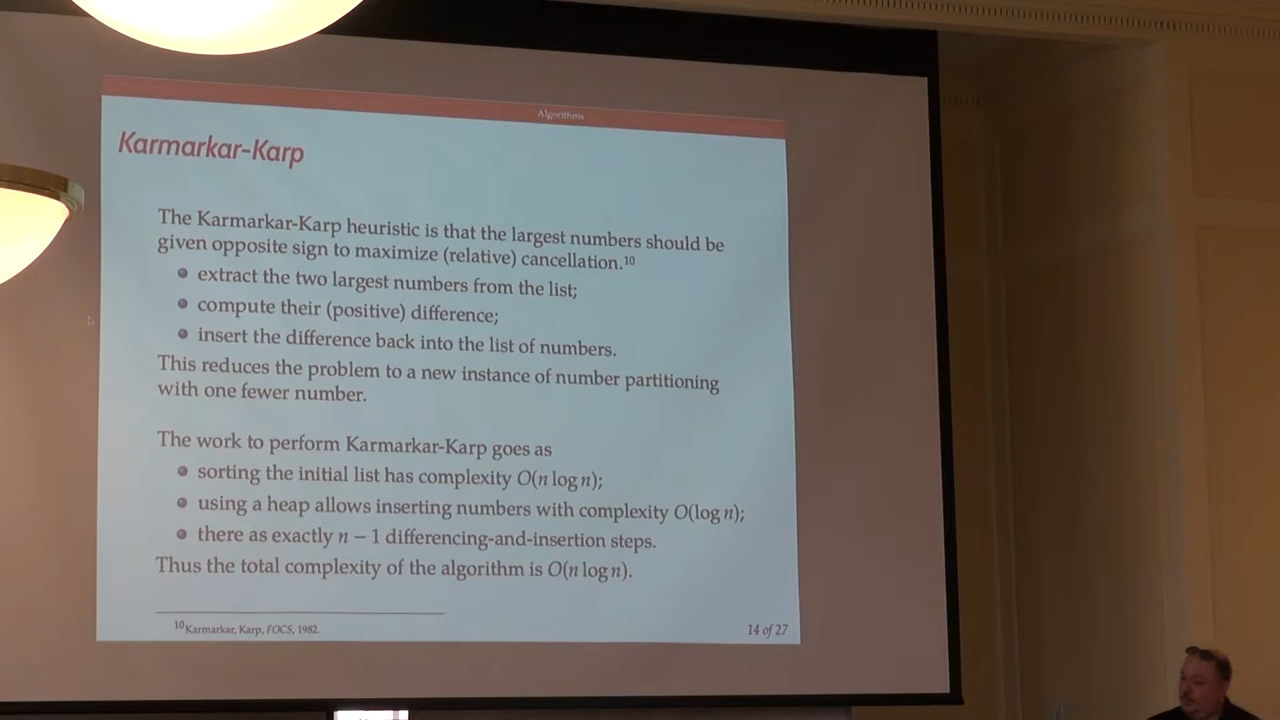 Algorithms
Karmarkar-Karp
The Karmarkar-Karp heuristic is that the largest numbers should be
given opposite sign to maximize (relative) cancellation.¹⁰
• extract the two largest numbers from the list;
• compute their (positive) difference;
• insert the difference back into the list of numbers.
This reduces the problem to a new instance of number partitioning
with one fewer number.
The work to perform Karmarkar-Karp goes as
• sorting the initial list has complexity O(n log n);
• using a heap allows inserting numbers with complexity O(log n);
• there as exactly n − 1 differencing-and-insertion steps.
Thus the total complexity of the algorithm is O(n log n).
¹⁰Karmarkar, Karp, FOCS, 1982.
14 of 27